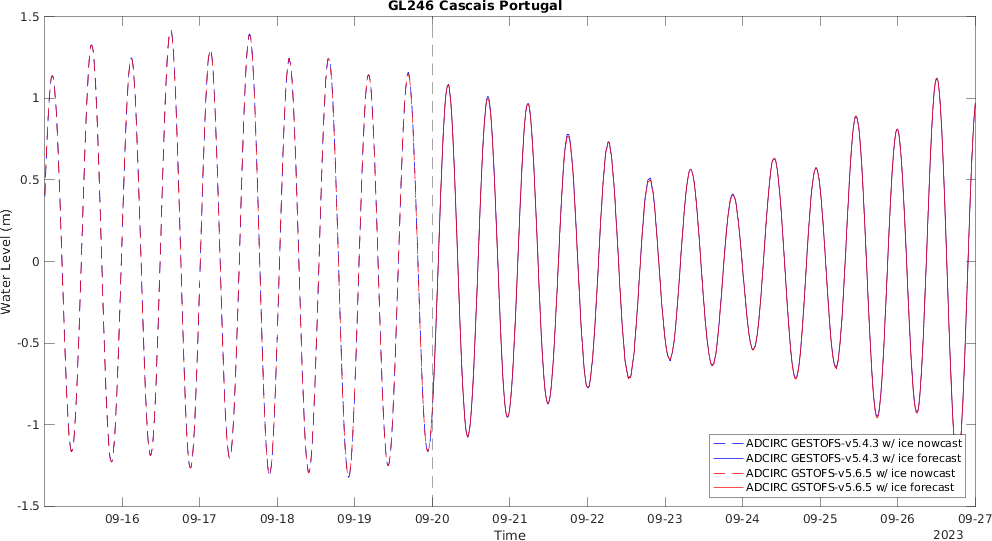 GL246 Cascais Portugal
1.5
1
0.5
0
-0.5
-1
-1.5
Water Level (m)
ADCIRC GESTOFS-v5.4.3 w/ ice nowcast
ADCIRC GESTOFS-v5.4.3 w/ ice forecast
ADCIRC GSTOFS-v5.6.5 w/ ice nowcast
ADCIRC GSTOFS-v5.6.5 w/ ice forecast
09-16 09-17 09-18 09-19 09-20 09-21 09-22 09-23 09-24 09-25 09-26 09-27
Time
2023